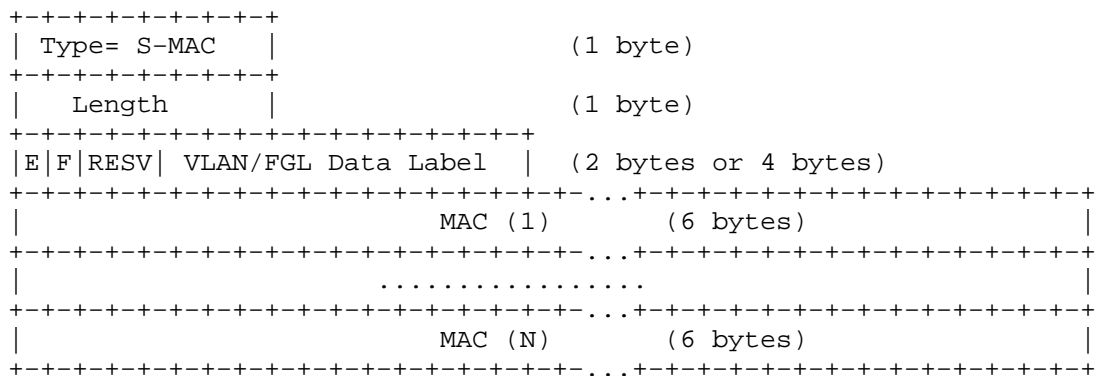 +-+-+-+-+-+-+-+-+
| Type= S-MAC | (1 byte)
+-+-+-+-+-+-+-+-+
| Length | (1 byte)
+-+-+-+-+-+-+-+-+-+-+-+-+-+-+-+-+
|E|F|RESV| VLAN/FGL Data Label | (2 bytes or 4 bytes)
+-+-+-+-+-+-+-+-+-+-+-+-+-+-+-+-+-+-...+-+-+-+-+-+-+-+-+-+-+-+-+-+-+
| MAC (1) (6 bytes) |
+-+-+-+-+-+-+-+-+-+-+-+-+-+-+-+-+-+-...+-+-+-+-+-+-+-+-+-+-+-+-+-+-+
| ................. |
+-+-+-+-+-+-+-+-+-+-+-+-+-+-+-+-+-+-...+-+-+-+-+-+-+-+-+-+-+-+-+-+-+
| MAC (N) (6 bytes) |
+-+-+-+-+-+-+-+-+-+-+-+-+-+-+-+-+-+-...+-+-+-+-+-+-+-+-+-+-+-+-+-+-+